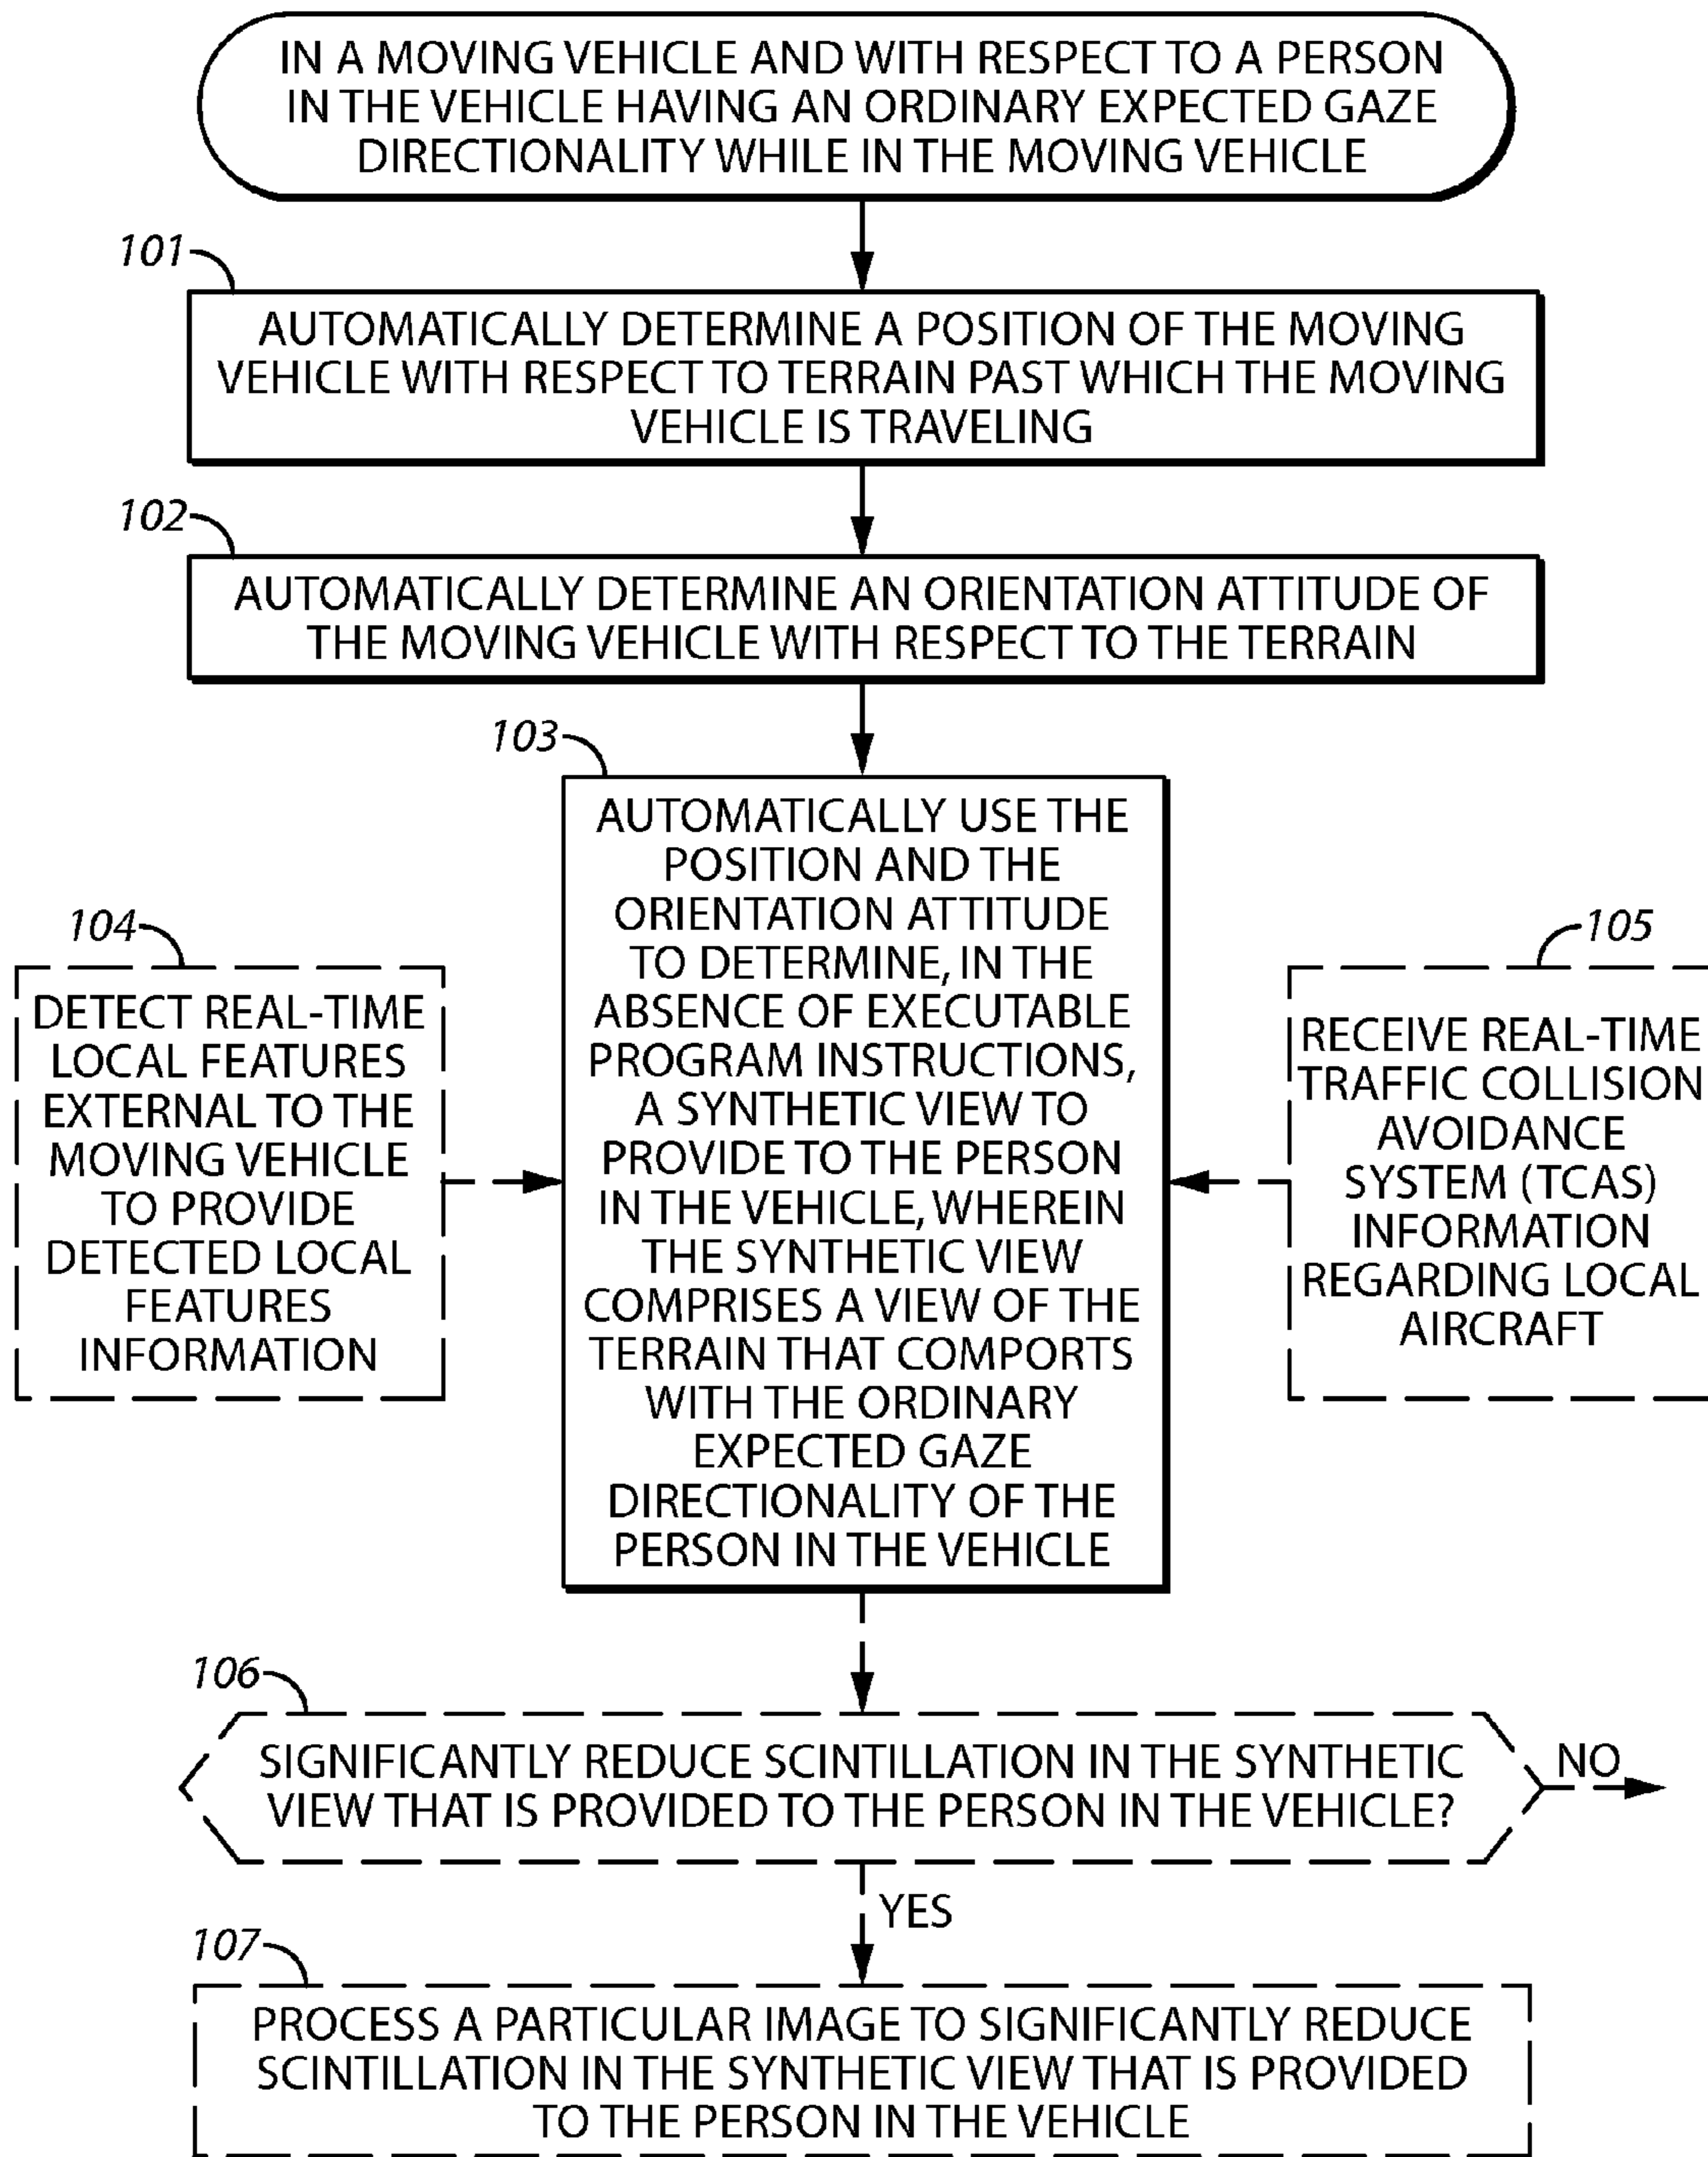 IN A MOVING VEHICLE AND WITH RESPECT TO A PERSON
IN THE VEHICLE HAVING AN ORDINARY EXPECTED GAZE
DIRECTIONALITY WHILE IN THE MOVING VEHICLE
101
AUTOMATICALLY DETERMINE A POSITION OF THE MOVING
VEHICLE WITH RESPECT TO TERRAIN PAST WHICH THE MOVING
VEHICLE IS TRAVELING
102
AUTOMATICALLY DETERMINE AN ORIENTATION ATTITUDE OF
THE MOVING VEHICLE WITH RESPECT TO THE TERRAIN
103
AUTOMATICALLY USE THE
POSITION AND THE
ORIENTATION ATTITUDE
TO DETERMINE, IN THE
ABSENCE OF EXECUTABLE
PROGRAM INSTRUCTIONS,
A SYNTHETIC VIEW TO
PROVIDE TO THE PERSON
IN THE VEHICLE, WHEREIN
THE SYNTHETIC VIEW
COMPRISES A VIEW OF THE
TERRAIN THAT COMPORTS
WITH THE ORDINARY
EXPECTED GAZE
DIRECTIONALITY OF THE
PERSON IN THE VEHICLE
104
DETECT REAL-TIME
LOCAL FEATURES
EXTERNAL TO THE
MOVING VEHICLE
TO PROVIDE
DETECTED LOCAL
FEATURES
INFORMATION
105
RECEIVE REAL-TIME
TRAFFIC COLLISION
AVOIDANCE
SYSTEM (TCAS)
INFORMATION
REGARDING LOCAL
AIRCRAFT
106
SIGNIFICANTLY REDUCE SCINTILLATION IN THE SYNTHETIC
VIEW THAT IS PROVIDED TO THE PERSON IN THE VEHICLE?
NO
YES
107
PROCESS A PARTICULAR IMAGE TO SIGNIFICANTLY REDUCE
SCINTILLATION IN THE SYNTHETIC VIEW THAT IS PROVIDED
TO THE PERSON IN THE VEHICLE